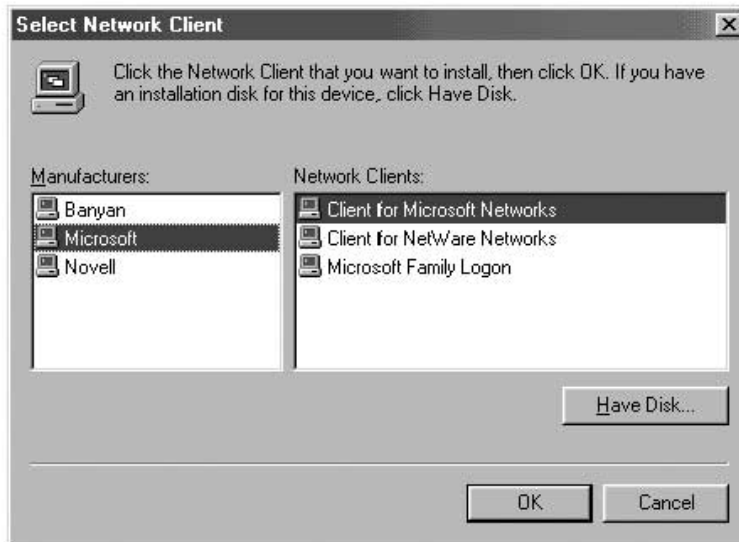 Select Network Client
Click the Network Client that you want to install, then click OK. If you have
an installation disk for this device, click Have Disk.
Manufacturers:
Banyan
Microsoft
Novell
Network Clients:
Client for Microsoft Networks
Client for NetWare Networks
Microsoft Family Logon
Have Disk...
OK
Cancel